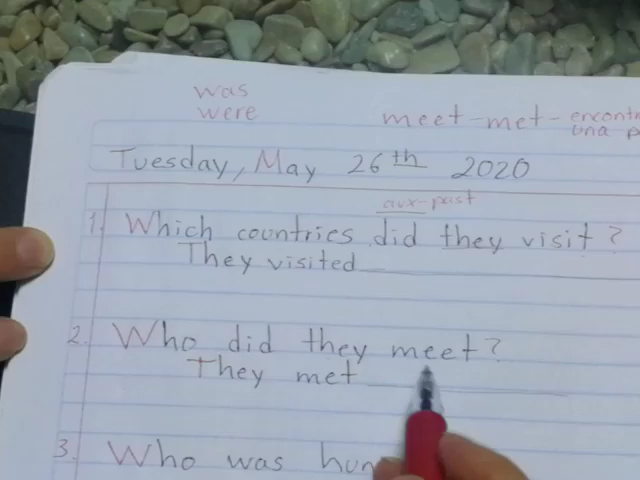 was
were
meet-met-
una
Tuesday, May 26th 2020
aux-past
1. Which countries did they visit?
They visited
2. Who did they meet?
They met
3. Who was